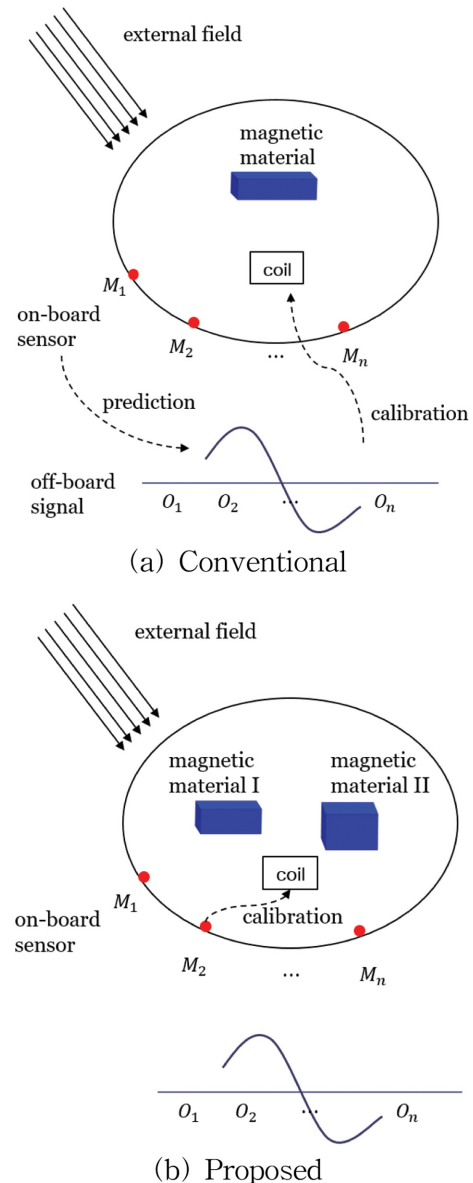 external field
magnetic
material
coil
M₁
on-board
sensor
M₂
...
Mₙ
prediction
calibration
off-board
signal
O₁ O₂ ... Oₙ
(a) Conventional
external field
magnetic
material I
magnetic
material II
coil
M₁
calibration
on-board
sensor
M₂
...
Mₙ
O₁ O₂ ... Oₙ
(b) Proposed